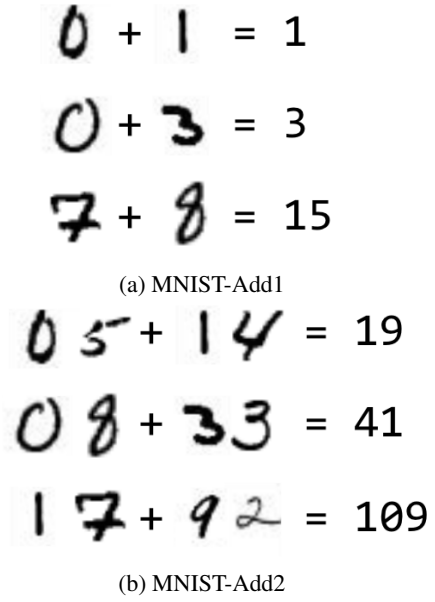 0 + 1 = 1
0 + 3 = 3
7 + 8 = 15
(a) MNIST-Add1
0 5 + 1 4 = 19
0 8 + 3 3 = 41
1 7 + 9 2 = 109
(b) MNIST-Add2